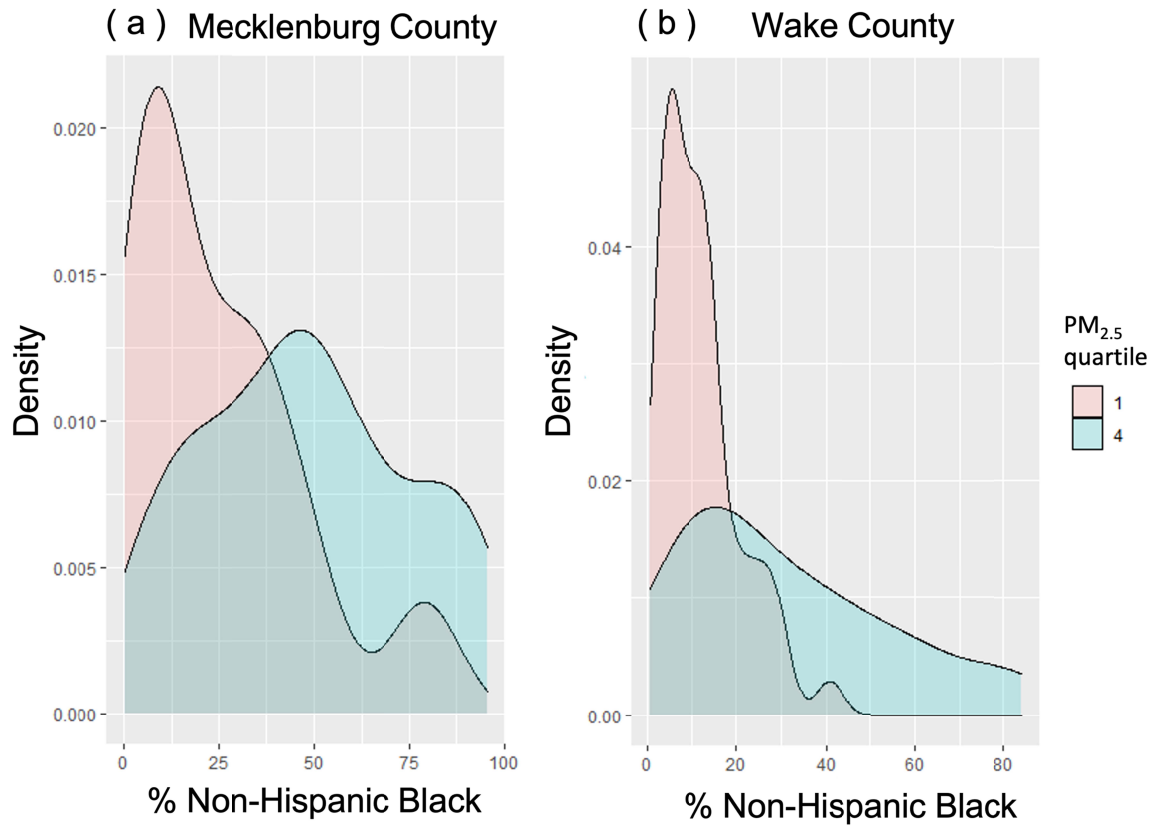 ( a ) Mecklenburg County
0.020
0.015
0.010
0.005
0.000
Density
0 25 50 75 100
% Non-Hispanic Black
( b ) Wake County
0.04
0.02
0.00
Density
0 20 40 60 80
% Non-Hispanic Black
PM2.5
quartile
1
4